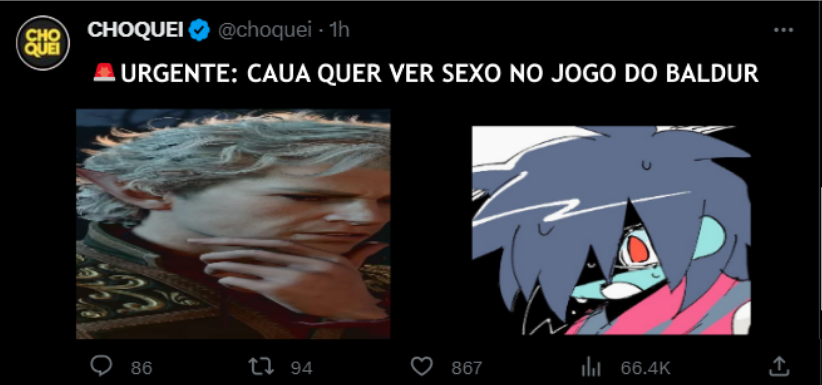 CHO
QUEI
CHOQUEI @choquei · 1h
🚨URGENTE: CAUA QUER VER SEXO NO JOGO DO BALDUR
86 94 867 66.4K